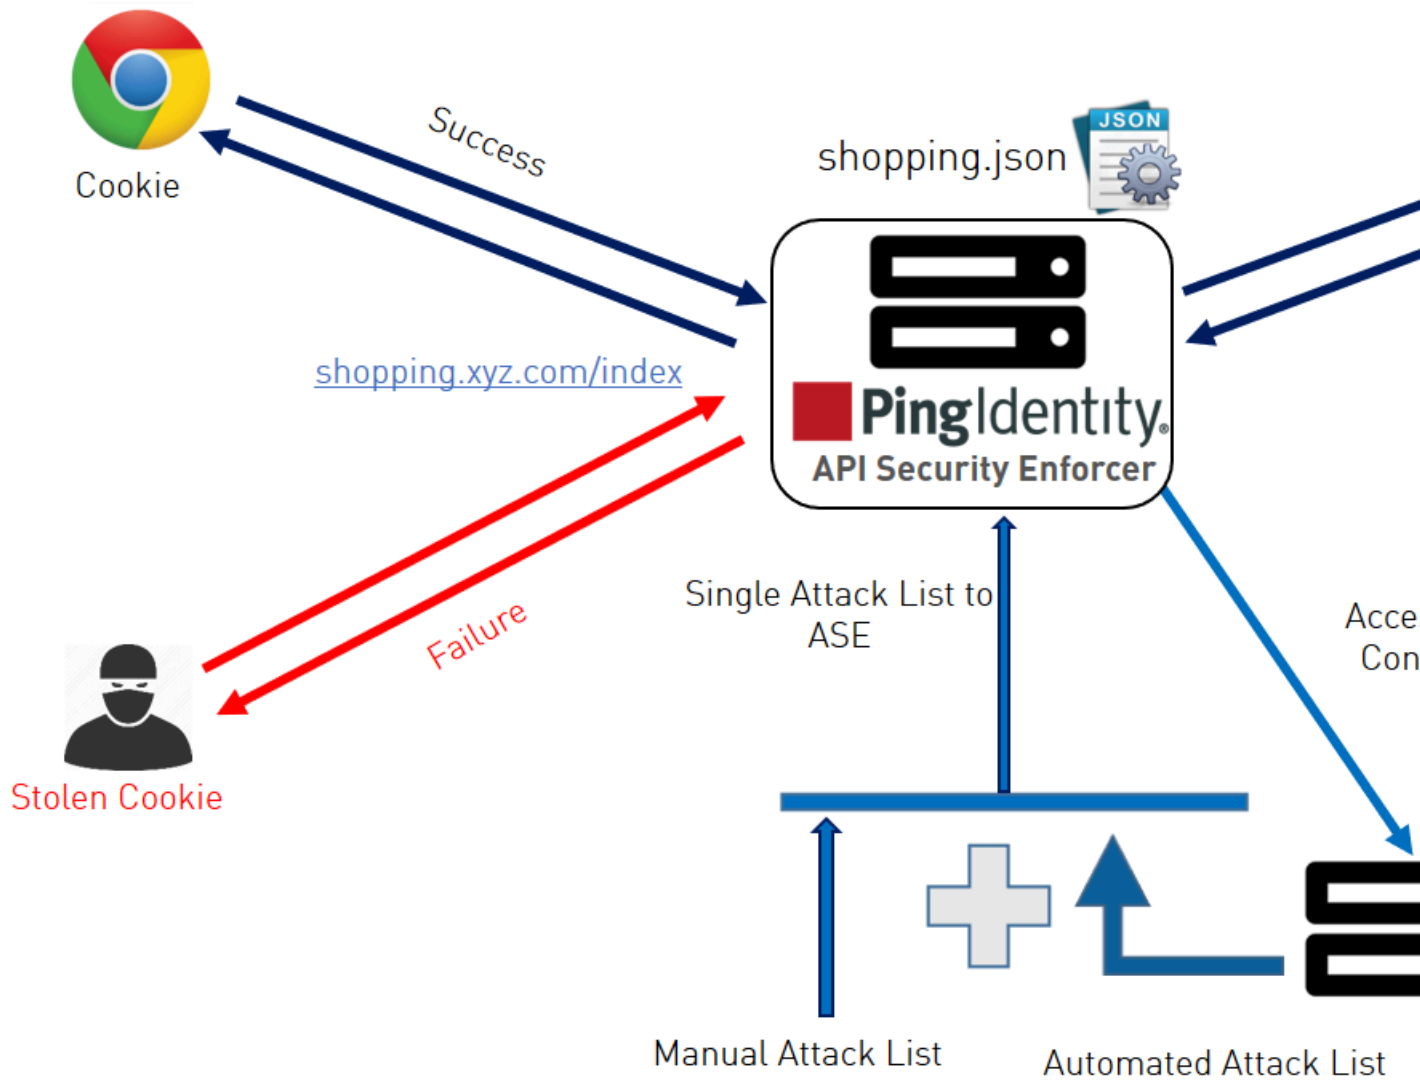 Success
Cookie
JSON
shopping.json
shopping.xyz.com/index
PingIdentity®
API Security Enforcer
Single Attack List to
ASE
Failure
Stolen Cookie
Manual Attack List
Automated Attack List